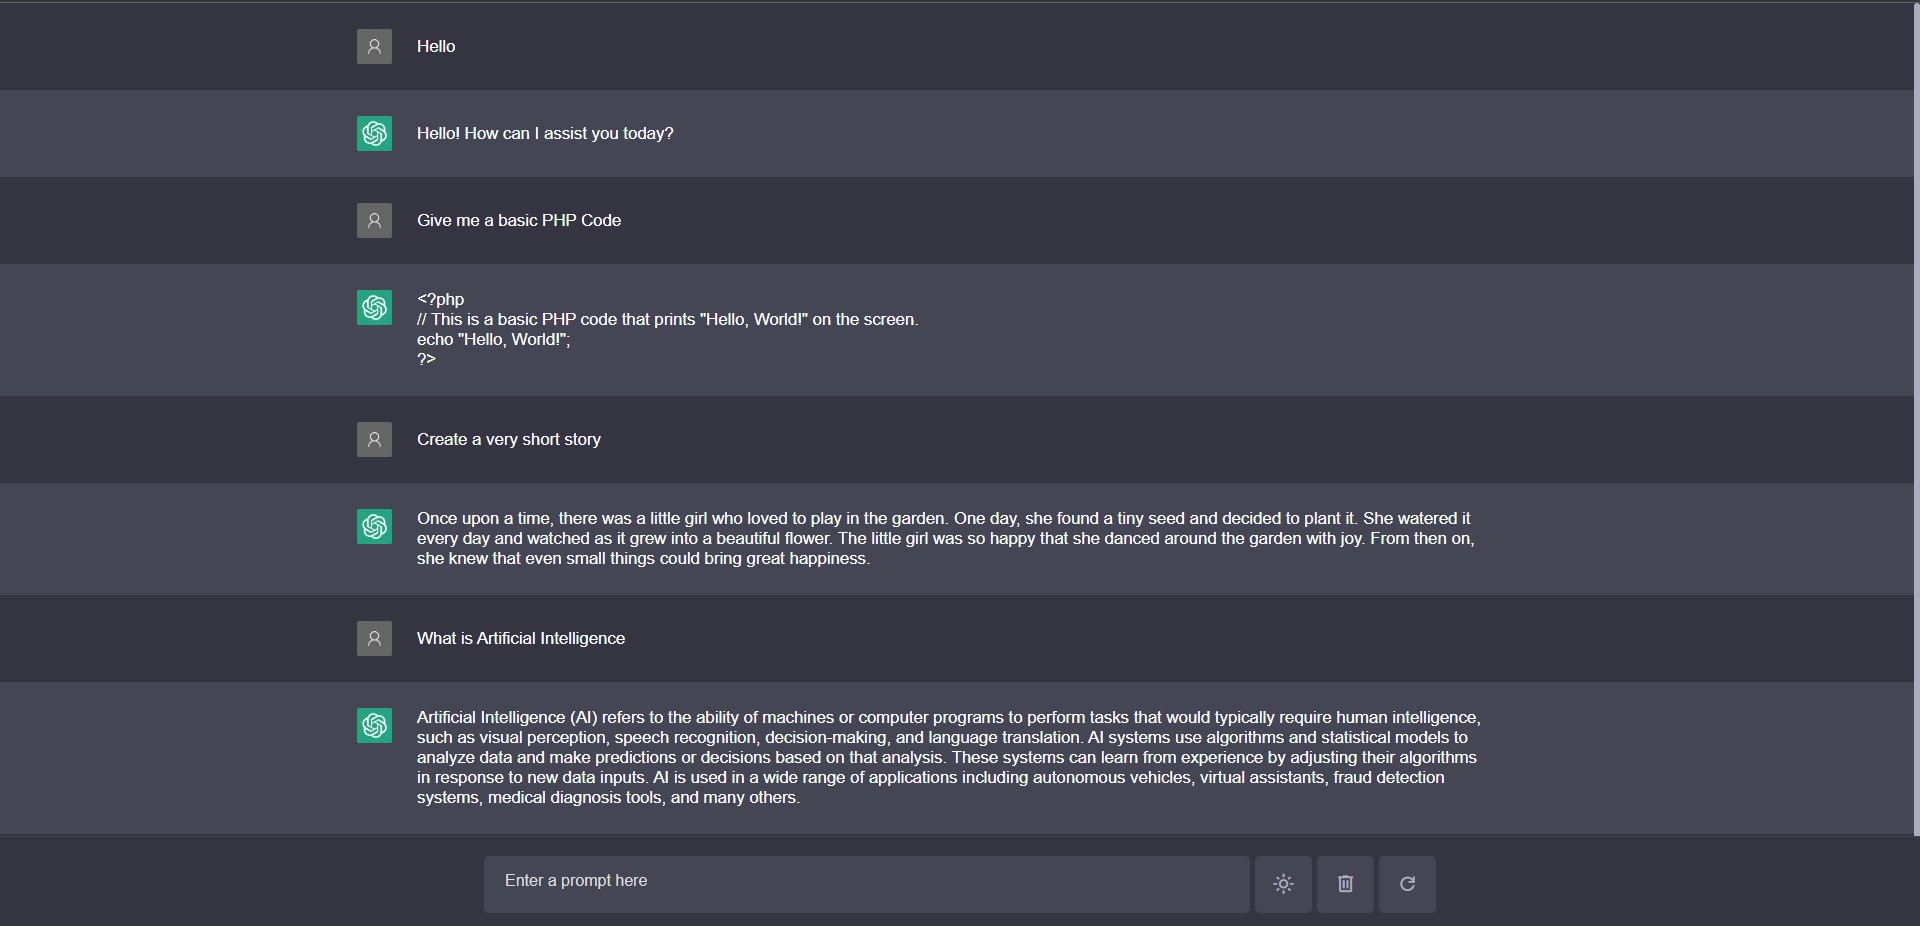 Hello
Hello! How can I assist you today?
Give me a basic PHP Code
<?php
// This is a basic PHP code that prints "Hello, World!" on the screen.
echo "Hello, World!";
?>
Create a very short story
Once upon a time, there was a little girl who loved to play in the garden. One day, she found a tiny seed and decided to plant it. She watered it
every day and watched as it grew into a beautiful flower. The little girl was so happy that she danced around the garden with joy. From then on,
she knew that even small things could bring great happiness.
What is Artificial Intelligence
Artificial Intelligence (AI) refers to the ability of machines or computer programs to perform tasks that would typically require human intelligence,
such as visual perception, speech recognition, decision-making, and language translation. AI systems use algorithms and statistical models to
analyze data and make predictions or decisions based on that analysis. These systems can learn from experience by adjusting their algorithms
in response to new data inputs. AI is used in a wide range of applications including autonomous vehicles, virtual assistants, fraud detection
systems, medical diagnosis tools, and many others.
Enter a prompt here